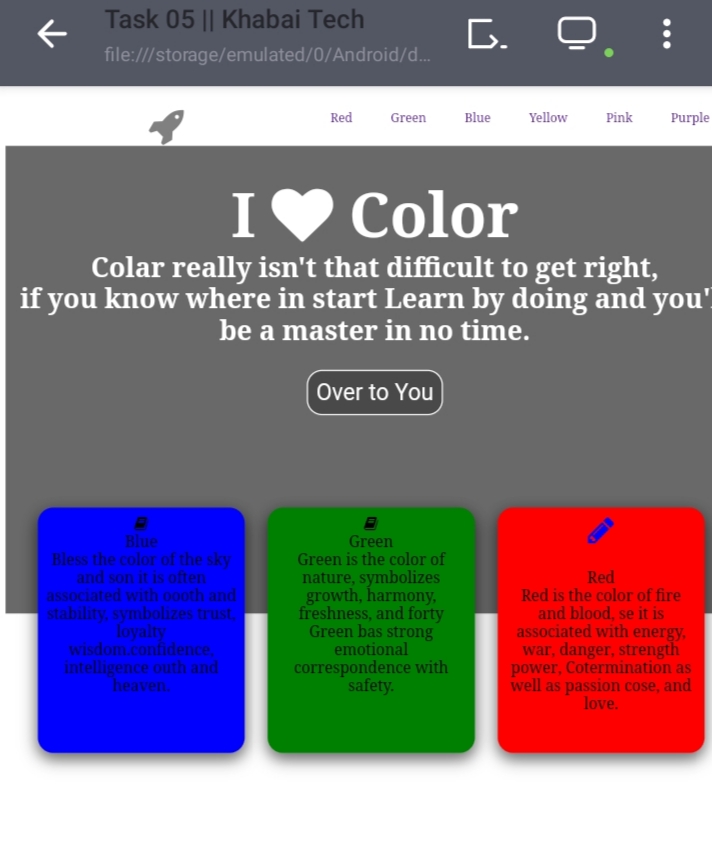 Task 05 || Khabai Tech
file:///storage/emulated/0/Android/d...
Red Green Blue Yellow Pink Purple
I Color
Colar really isn't that difficult to get right,
if you know where in start Learn by doing and you'
be a master in no time.
Over to You
Blue
Bless the color of the sky
and son it is often
associated with oooth and
stability, symbolizes trust,
loyalty
wisdom.confidence,
intelligence outh and
heaven.
Green
Green is the color of
nature, symbolizes
growth, harmony,
freshness, and forty
Green bas strong
emotional
correspondence with
safety.
Red
Red is the color of fire
and blood, se it is
associated with energy,
war, danger, strength
power, Cotermination as
well as passion cose, and
love.